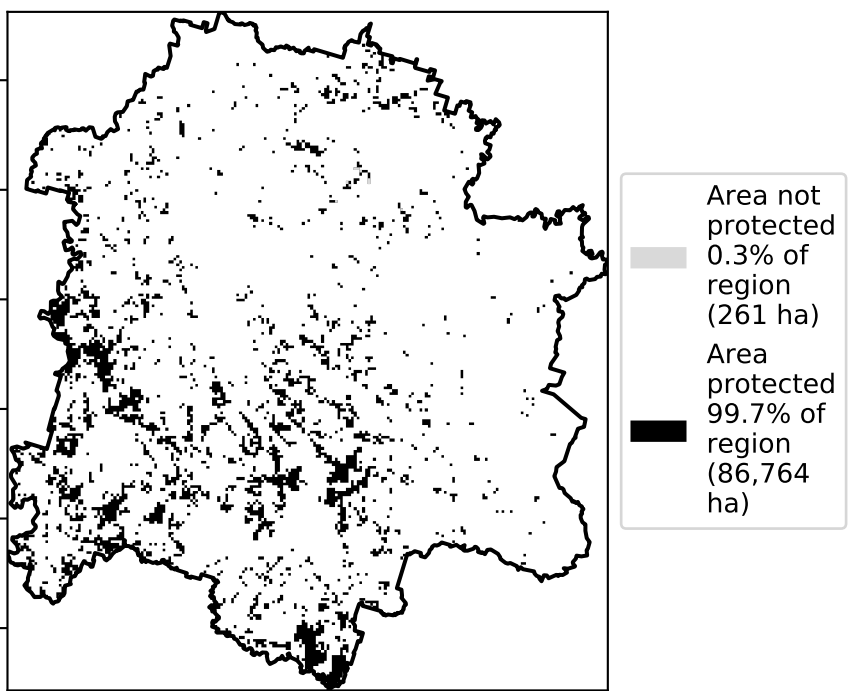 Area not
protected
0.3% of
region
(261 ha)
Area
protected
99.7% of
region
(86,764
ha)